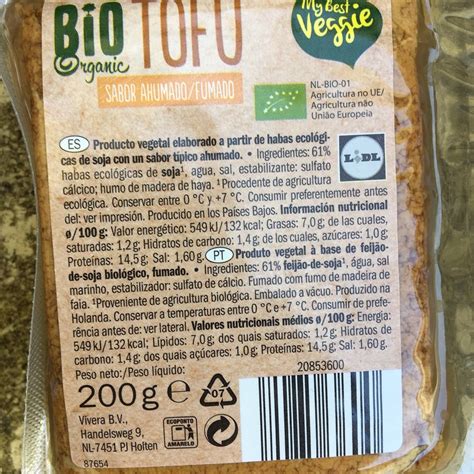 BIO TOFU
Organic
SABOR AHUMADO/FUMADO
My Best
Veggie
NL-BIO-01
Agricultura no UE/
Agricultura não
União Europeia
ES Producto vegetal elaborado a partir de habas ecológi-
cas de soja con un sabor típico ahumado. • Ingredientes: 61%
habas ecológicas de soja¹, agua, sal, estabilizante: sulfato
cálcico; humo de madera de haya. ¹Procedente de agricultura
ecológica. Conservar entre 0 °C y +7 °C. Consumir preferentemente antes
del: ver impresión. Producido en los Países Bajos. Información nutricional
ø/100 g: Valor energético: 549 kJ/132 kcal; Grasas: 7,0 g; de las cuales,
saturadas: 1,2 g; Hidratos de carbono: 1,4 g; de los cuales, azúcares: 1,0 g;
Proteínas: 14,5 g; Sal: 1,60 g. PT Produto vegetal à base de feijão-
de-soja biológico, fumado. • Ingredientes: 61% feijão-de-soja¹, água, sal
marinho, estabilizador: sulfato de cálcio. Fumado com fumo de madeira de
faia. ¹Proveniente de agricultura biológica. Embalado a vácuo. Produzido na
Holanda. Conservar a temperaturas entre 0 °C e +7 °C. Consumir de prefe-
rência antes de: ver lateral. Valores nutricionais médios ø/100 g: Energia:
549 kJ/132 kcal; Lípidos: 7,0 g; dos quais saturados: 1,2 g; Hidratos de
carbono: 1,4 g; dos quais açúcares: 1,0 g; Proteínas: 14,5 g; Sal: 1,60 g.
Peso neto:/Peso líquido:
200 g e
07
LIDL
20853600
Vivera B.V.,
Handelsweg 9,
NL-7451 PJ Holten
ECOPONTO
AMARELO
87654